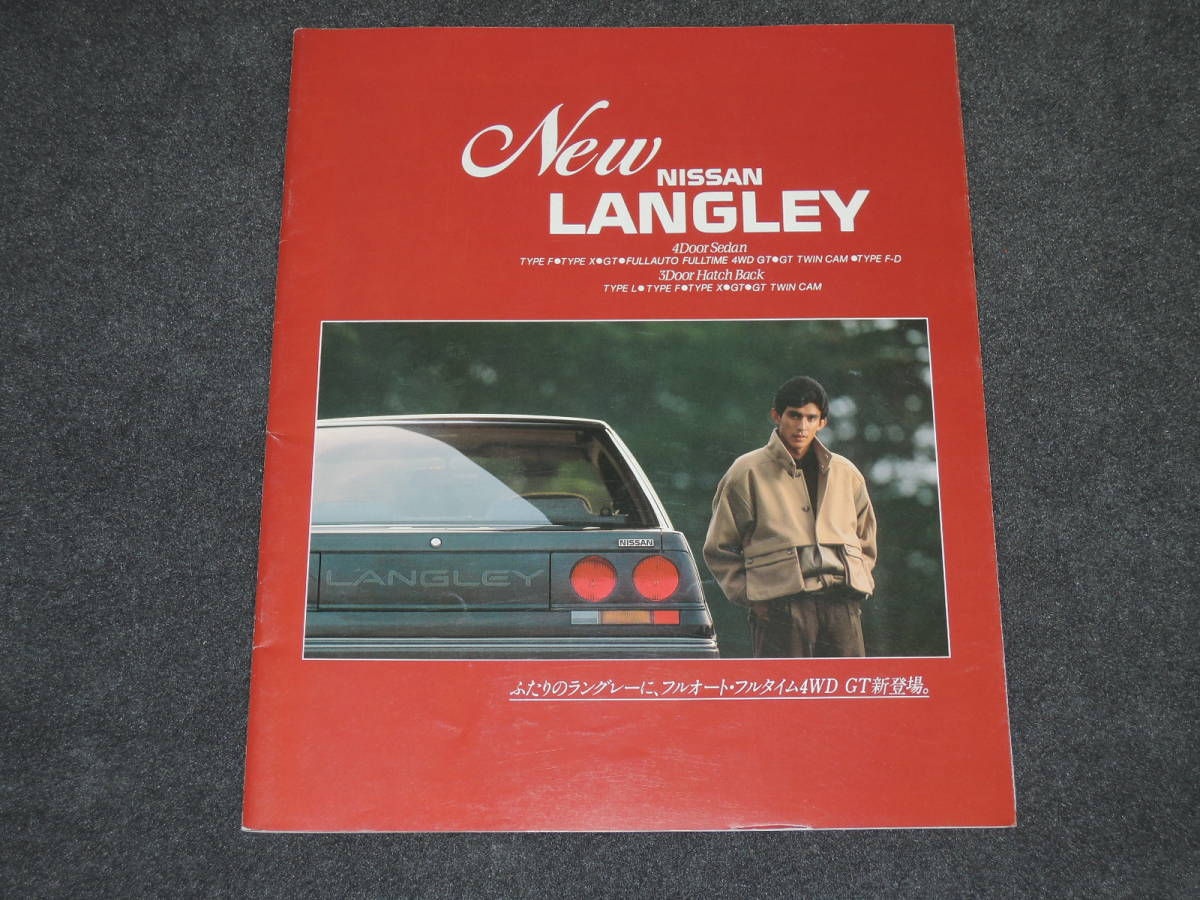 New
NISSAN
LANGLEY
4Door Sedan
TYPE F●TYPE X●GT●FULLAUTO FULLTIME 4WD GT●GT TWIN CAM ●TYPE F-D
3Door Hatch Back
TYPE L●TYPE F●TYPE X●GT●GT TWIN CAM
NISSAN
LANGLEY
ふたりのラングレーに、フルオート・フルタイム4WD GT新登場。